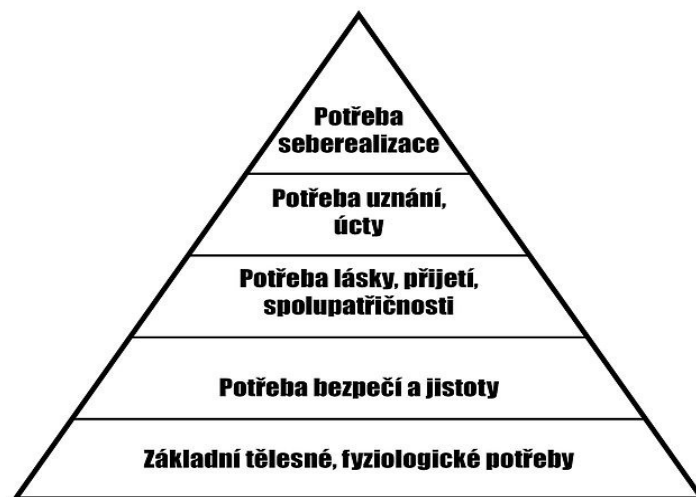 Potřeba
seberealizace
Potřeba uznání,
úcty
Potřeba lásky, přijetí,
spolupatřičnosti
Potřeba bezpečí a jistoty
Základní tělesné, fyziologické potřeby